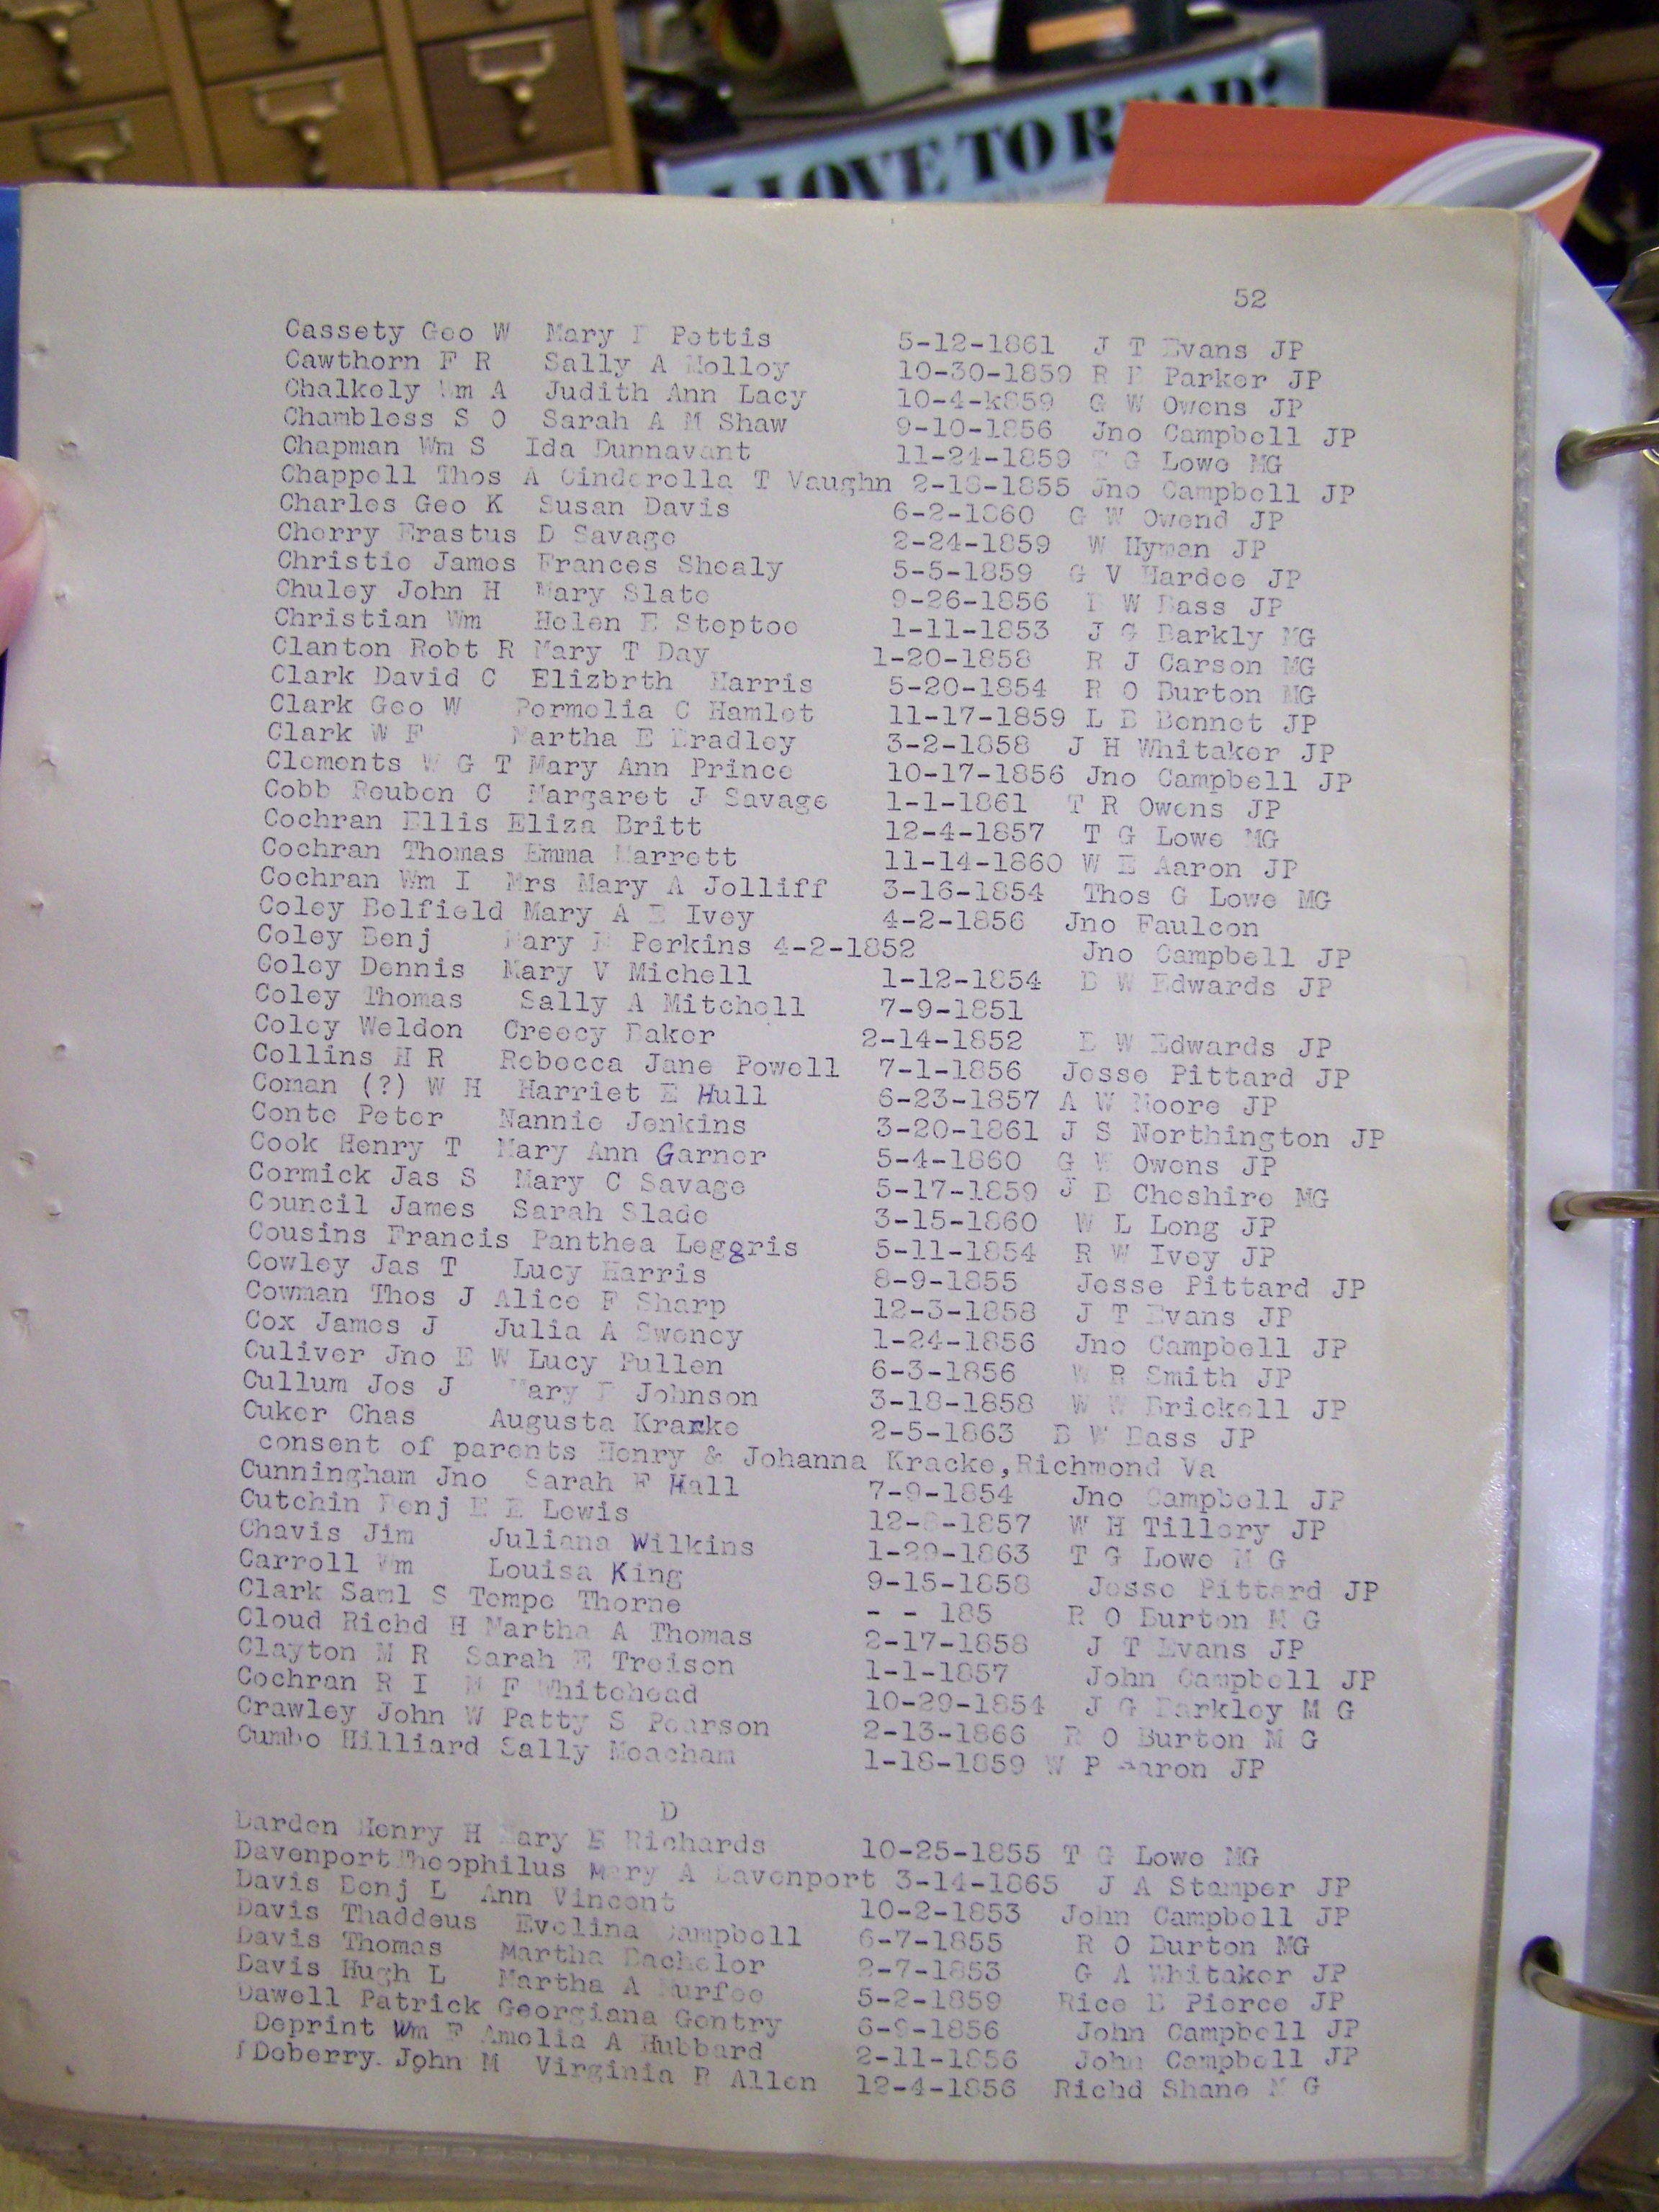 I LOVE TO READ!
52
Cassety Geo W Mary F Pettis 5-12-1861 J T Evans JP
Cawthorn F R Sally A Molloy 10-30-1859 R H Parker JP
Chalkely Wm A Judith Ann Lacy 10-4-k859 G W Owens JP
Chambless S O Sarah A M Shaw 9-10-1856 Jno Campbell JP
Chapman Wm S Ida Dunnavant 11-24-1859 T G Lowe MG
Chappell Thos A Cinderella T Vaughn 2-18-1855 Jno Campbell JP
Charles Geo K Susan Davis 6-2-1860 G W Owend JP
Cherry Erastus D Savage 2-24-1859 W Hyman JP
Christie James Frances Shealy 5-5-1859 G V Hardee JP
Chuley John H Mary Slate 9-26-1856 B W Bass JP
Christian Wm Helen E Steptoe 1-11-1853 J G Barkly MG
Clanton Robt R Mary T Day 1-20-1858 R J Carson MG
Clark David C Elizbrth Harris 5-20-1854 R O Burton MG
Clark Geo W Permelia C Hamlet 11-17-1859 L B Bennet JP
Clark W F Martha E Bradley 3-2-1858 J H Whitaker JP
Clements W G T Mary Ann Prince 10-17-1856 Jno Campbell JP
Cobb Reuben C Margaret J Savage 1-1-1861 T R Owens JP
Cochran Ellis Eliza Britt 12-4-1857 T G Lowe MG
Cochran Thomas Emma Marrett 11-14-1860 W E Aaron JP
Cochran Wm I Mrs Mary A Jolliff 3-16-1854 Thos G Lowe MG
Coley Belfield Mary A E Ivey 4-2-1856 Jno Faulcon
Coley Benj Mary Perkins 4-2-1852 Jno Campbell JP
Coley Dennis Mary V Michell 1-12-1854 B W Edwards JP
Coley Thomas Sally A Mitchell 7-9-1851
Coley Weldon Creecy Baker 2-14-1852 B W Edwards JP
Collins H R Rebecca Jane Powell 7-1-1856 Jesse Pittard JP
Coman (?) W H Harriet E Hull 6-23-1857 A W Moore JP
Conte Peter Nannie Jenkins 3-20-1861 J S Northington JP
Cook Henry T Mary Ann Garner 5-4-1860 G W Owens JP
Cormick Jas S Mary C Savage 5-17-1859 J B Cheshire MG
Council James Sarah Slade 3-15-1860 W L Long JP
Cousins Francis Panthea Leggris 5-11-1854 R W Ivey JP
Cowley Jas T Lucy Harris 8-9-1855 Jesse Pittard JP
Cowman Thos J Alice F Sharp 12-3-1858 J T Evans JP
Cox James J Julia A Sweney 1-24-1856 Jno Campbell JP
Culiver Jno E W Lucy Pullen 6-3-1856 W R Smith JP
Cullum Jos J Mary F Johnson 3-18-1858 W W Brickell JP
Cuker Chas Augusta Kracke 2-5-1863 B W Bass JP
consent of parents Henry & Johanna Kracke, Richmond Va
Cunningham Jno Sarah F Hall 7-9-1854 Jno Campbell JP
Cutchin Benj E E Lewis 12-8-1857 W H Tillery JP
Chavis Jim Juliana Wilkins 1-29-1863 T G Lowe M G
Carroll Wm Louisa King 9-15-1858 Jesse Pittard JP
Clark Saml S Tempe Thorne - - 185 R O Burton M G
Cloud Richd H Martha A Thomas 2-17-1858 J T Evans JP
Clayton M R Sarah E Treison 1-1-1857 John Campbell JP
Cochran R I M F Whitehead 10-29-1854 J G Barkley M G
Crawley John W Patty S Pearson 2-13-1866 R O Burton M G
Cumbo Hilliard Sally Meacham 1-18-1859 W P Aaron JP
D
Darden Henry H Mary E Richards 10-25-1855 T G Lowe MG
Davenport Theophilus Mary A Davenport 3-14-1865 J A Stamper JP
Davis Benj L Ann Vincent 10-2-1853 John Campbell JP
Davis Thaddeus Evelina Campbell 6-7-1855 R O Burton MG
Davis Thomas Martha Bachelor 2-7-1853 G A Whitaker JP
Davis Hugh L Martha A Murfee 5-2-1859 Rice B Pierce JP
Dawell Patrick Georgiana Gentry 6-9-1856 John Campbell JP
Deprint Wm F Amelia A Hubbard 2-11-1856 John Campbell JP
Deberry John M Virginia R Allen 12-4-1856 Richd Shane M G